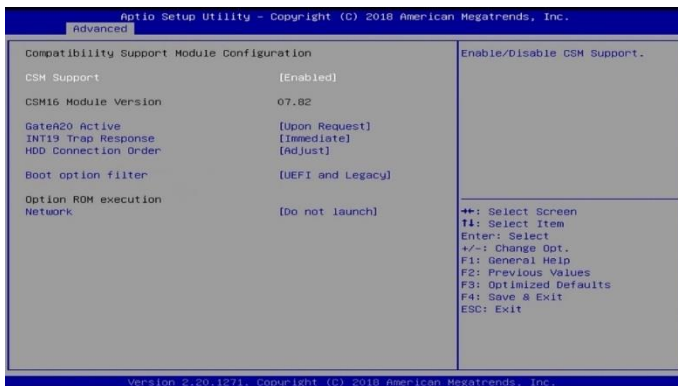 Aptio Setup Utility – Copyright (C) 2018 American Megatrends, Inc.
Advanced
Compatibility Support Module Configuration
Enable/Disable CSM Support.
CSM Support [Enabled]
CSM16 Module Version 07.82
GateA20 Active [Upon Request]
INT19 Trap Response [Immediate]
HDD Connection Order [Adjust]
Boot option filter [UEFI and Legacy]
Option ROM execution
Network [Do not launch]
→←: Select Screen
↑↓: Select Item
Enter: Select
+/-: Change Opt.
F1: General Help
F2: Previous Values
F3: Optimized Defaults
F4: Save & Exit
ESC: Exit
Version 2.20.1271. Copyright (C) 2018 American Megatrends, Inc.